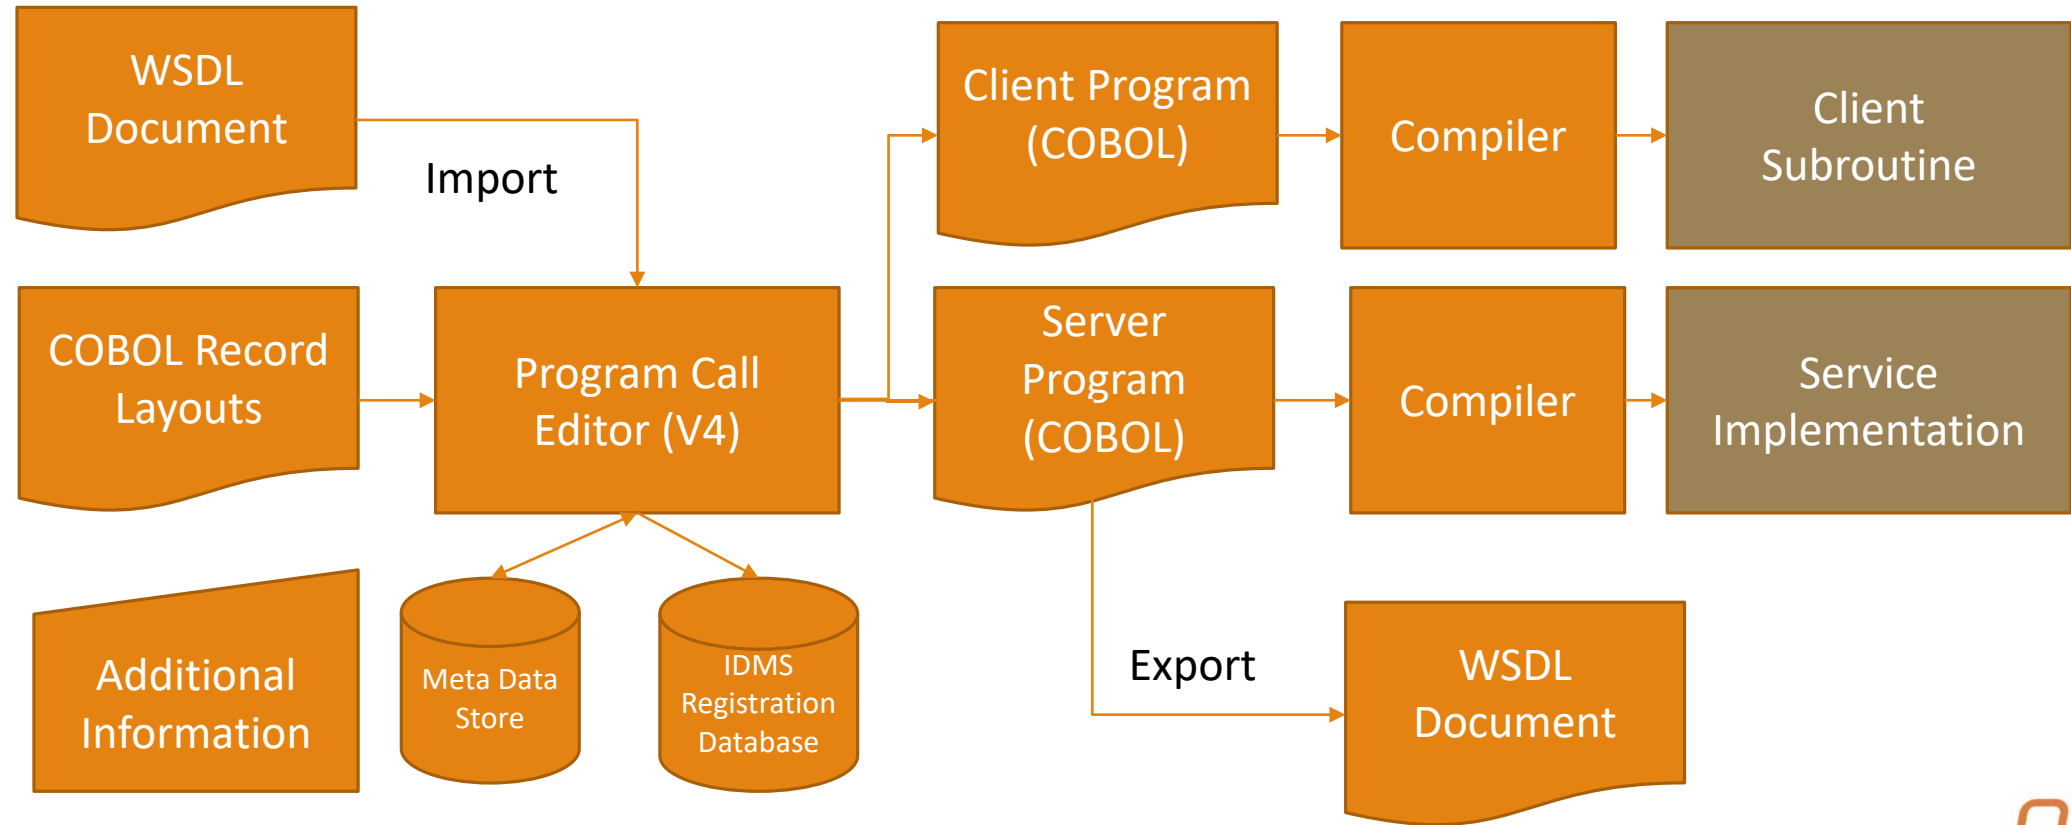 WSDL
Document
Import
Client Program
(COBOL)
Compiler
Client
Subroutine
COBOL Record
Layouts
Program Call
Editor (V4)
Server
Program
(COBOL)
Compiler
Service
Implementation
Additional
Information
Meta Data
Store
IDMS
Registration
Database
Export
WSDL
Document